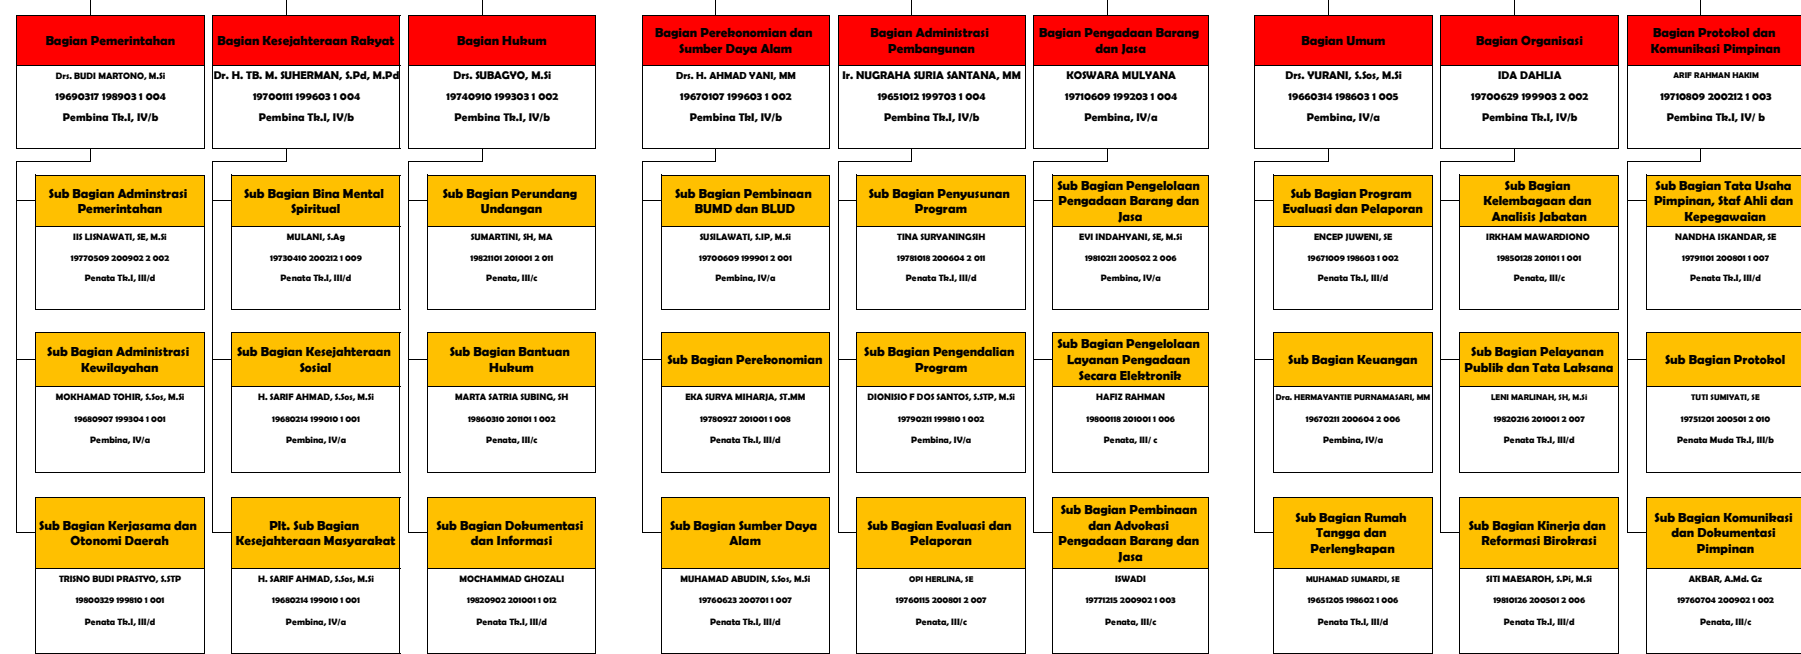 Bagian Pemerintahan
Drs. BUDI MARTONO, M.Si
19690317 198903 1 004
Pembina Tk.I, IV/b
Bagian Kesejahteraan Rakyat
Dr. H. TB. M. SUHERMAN, S.Pd, M.Pd
19700111 199603 1 004
Pembina Tk.I, IV/b
Bagian Hukum
Drs. SUBAGYO, M.Si
19740910 199303 1 002
Pembina Tk.I, IV/b
Bagian Perekonomian dan
Sumber Daya Alam
Drs. H. AHMAD YANI, MM
19670107 199603 1 002
Pembina TkI, IV/b
Bagian Administrasi
Pembangunan
Ir. NUGRAHA SURIA SANTANA, MM
19651012 199703 1 004
Pembina Tk.I, IV/b
Bagian Pengadaan Barang
dan Jasa
KOSWARA MULYANA
19710609 199203 1 004
Pembina, IV/a
Bagian Umum
Drs. YURANI, S.Sos, M.Si
19660314 198603 1 005
Pembina, IV/a
Bagian Organisasi
IDA DAHLIA
19700629 199903 2 002
Pembina Tk.I, IV/b
Bagian Protokol dan
Komunikasi Pimpinan
ARIF RAHMAN HAKIM
19710809 200212 1 003
Pembina Tk.I, IV/ b
Sub Bagian Adminstrasi
Pemerintahan
IIS LISNAWATI, SE, M.Si
19770509 200902 2 002
Penata Tk.I, III/d
Sub Bagian Bina Mental
Spiritual
MULANI, S.Ag
19730410 200212 1 009
Penata Tk.I, III/d
Sub Bagian Perundang
Undangan
SUMARTINI, SH, MA
19821101 201001 2 011
Penata, III/c
Sub Bagian Pembinaan
BUMD dan BLUD
SUSILAWATI, S.IP, M.Si
19700609 199901 2 001
Pembina, IV/a
Sub Bagian Penyusunan
Program
TINA SURYANINGSIH
19781018 200604 2 011
Penata Tk.I, III/d
Sub Bagian Pengelolaan
Pengadaan Barang dan
Jasa
EVI INDAHYANI, SE, M.Si
19810211 200502 2 006
Pembina, IV/a
Sub Bagian Program
Evaluasi dan Pelaporan
ENCEP JUWENI, SE
19671009 198603 1 002
Penata Tk.I, III/d
Sub Bagian
Kelembagaan dan
Analisis Jabatan
IRKHAM MAWARDIONO
19850128 201101 1 001
Penata, III/c
Sub Bagian Tata Usaha
Pimpinan, Staf Ahli dan
Kepegawaian
NANDHA ISKANDAR, SE
19791101 200801 1 007
Penata Tk.I, III/d
Sub Bagian Administrasi
Kewilayahan
MOKHAMAD TOHIR, S.Sos, M.Si
19680907 199304 1 001
Pembina, IV/a
Sub Bagian Kesejahteraan
Sosial
H. SARIF AHMAD, S.Sos, M.Si
19680214 199010 1 001
Pembina, IV/a
Sub Bagian Bantuan
Hukum
MARTA SATRIA SUBING, SH
19860310 201101 1 002
Penata, III/c
Sub Bagian Perekonomian
EKA SURYA MIHARJA, ST.MM
19780927 201001 1 008
Penata Tk.I, III/d
Sub Bagian Pengendalian
Program
DIONISIO F DOS SANTOS, S.STP, M.Si
19790211 199810 1 002
Pembina, IV/a
Sub Bagian Pengelolaan
Layanan Pengadaan
Secara Elektronik
HAFIZ RAHMAN
19800118 201001 1 006
Penata, III/ c
Sub Bagian Keuangan
Dra. HERMAYANTIE PURNAMASARI, MM
19670211 200604 2 006
Pembina, IV/a
Sub Bagian Pelayanan
Publik dan Tata Laksana
LENI MARLINAH, SH, M.Si
19820216 201001 2 007
Penata Tk.I, III/d
Sub Bagian Protokol
TUTI SUMIYATI, SE
19751201 200501 2 010
Penata Muda Tk.I, III/b
Sub Bagian Kerjasama dan
Otonomi Daerah
TRISNO BUDI PRASTYO, S.STP
19800329 199810 1 001
Penata Tk.I, III/d
Plt. Sub Bagian
Kesejahteraan Masyarakat
H. SARIF AHMAD, S.Sos, M.Si
19680214 199010 1 001
Pembina, IV/a
Sub Bagian Dokumentasi
dan Informasi
MOCHAMMAD GHOZALI
19820902 201001 1 012
Penata Tk.I, III/d
Sub Bagian Sumber Daya
Alam
MUHAMAD ABUDIN, S.Sos, M.Si
19760623 200701 1 007
Penata Tk.I, III/d
Sub Bagian Evaluasi dan
Pelaporan
OPI HERLINA, SE
19760115 200801 2 007
Penata, III/c
Sub Bagian Pembinaan
dan Advokasi
Pengadaan Barang dan
Jasa
ISWADI
19771215 200902 1 003
Penata, III/c
Sub Bagian Rumah
Tangga dan
Perlengkapan
MUHAMAD SUMARDI, SE
19651205 198602 1 006
Penata Tk.I, III/d
Sub Bagian Kinerja dan
Reformasi Birokrasi
SITI MAESAROH, S.Pi, M.Si
19810126 200501 2 006
Penata Tk.I, III/d
Sub Bagian Komunikasi
dan Dokumentasi
Pimpinan
AKBAR, A.Md. Gz
19760704 200902 1 002
Penata, III/c